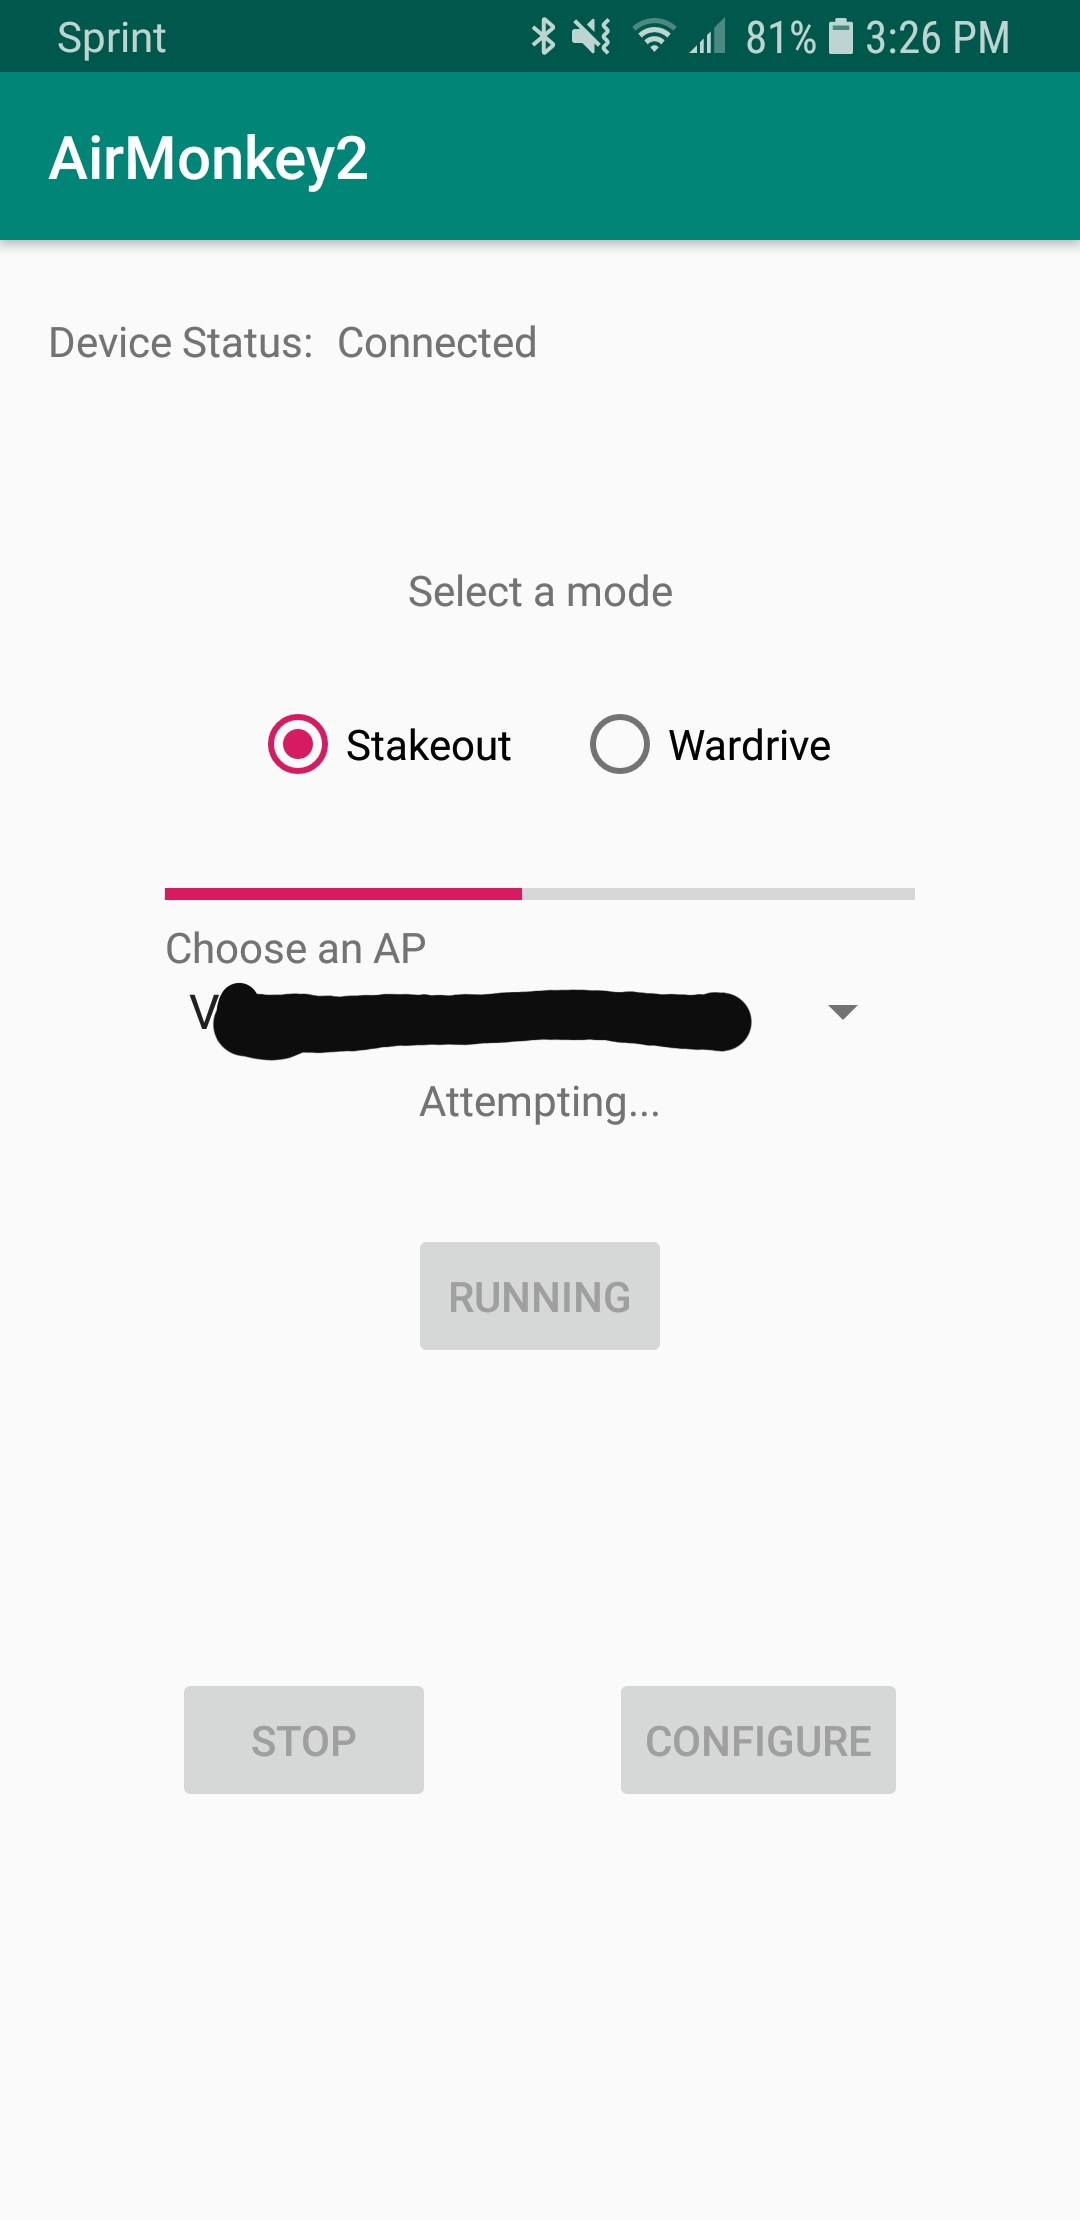 Sprint 81% 3:26 PM
AirMonkey2
Device Status: Connected
Select a mode
Stakeout Wardrive
Choose an AP
V
Attempting...
RUNNING
STOP CONFIGURE